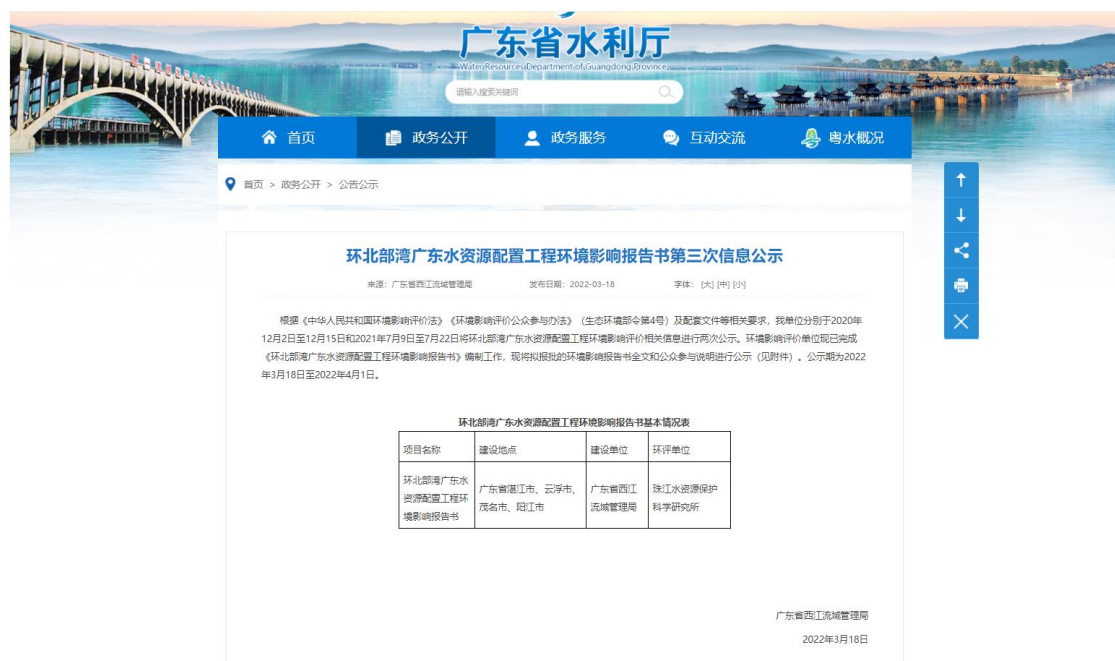 广东省水利厅
Water Resources Department of Guangdong Province
请输入搜索关键词
首页 政务公开 政务服务 互动交流 粤水概况
首页 > 政务公开 > 公告公示
环北部湾广东水资源配置工程环境影响报告书第三次信息公示
来源:广东省西江流域管理局 发布日期:2022-03-18 字体: [大] [中] [小]
根据《中华人民共和国环境影响评价法》《环境影响评价公众参与办法》(生态环境部令第4号)及配套文件等相关要求,我单位分别于2020年
12月2日至12月15日和2021年7月9日至7月22日将环北部湾广东水资源配置工程环境影响评价相关信息进行两次公示。环境影响评价单位现已完成
《环北部湾广东水资源配置工程环境影响报告书》编制工作,现将拟报批的环境影响报告书全文和公众参与说明进行公示(见附件)。公示期为2022
年3月18日至2022年4月1日。
环北部湾广东水资源配置工程环境影响报告书基本情况表
项目名称 建设地点 建设单位 环评单位
环北部湾广东水
资源配置工程环
境影响报告书
广东省湛江市、云浮市、
茂名市、阳江市
广东省西江
流域管理局
珠江水资源保护
科学研究所
广东省西江流域管理局
2022年3月18日